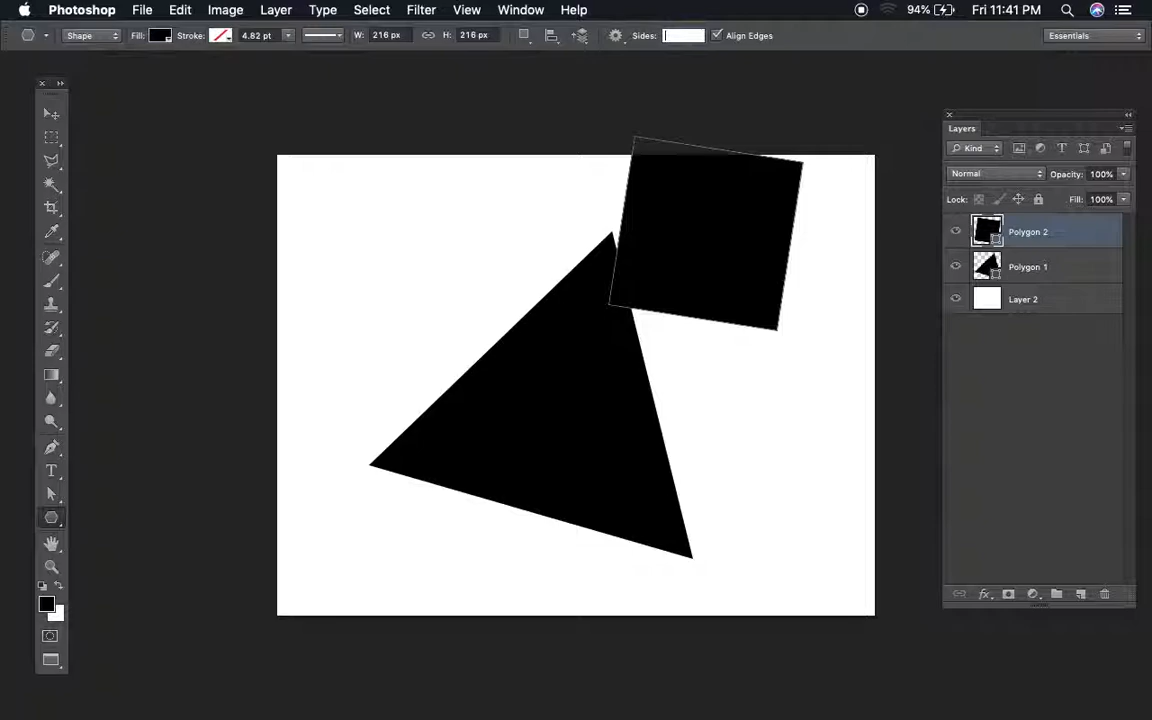 Photoshop File Edit Image Layer Type Select Filter View Window Help 94% Fri 11:41 PM
Shape Fill: Stroke: 4.82 pt W: 216 px H: 216 px Sides: Align Edges Essentials
Layers
Kind
Normal Opacity: 100%
Lock: Fill: 100%
Polygon 2
Polygon 1
Layer 2